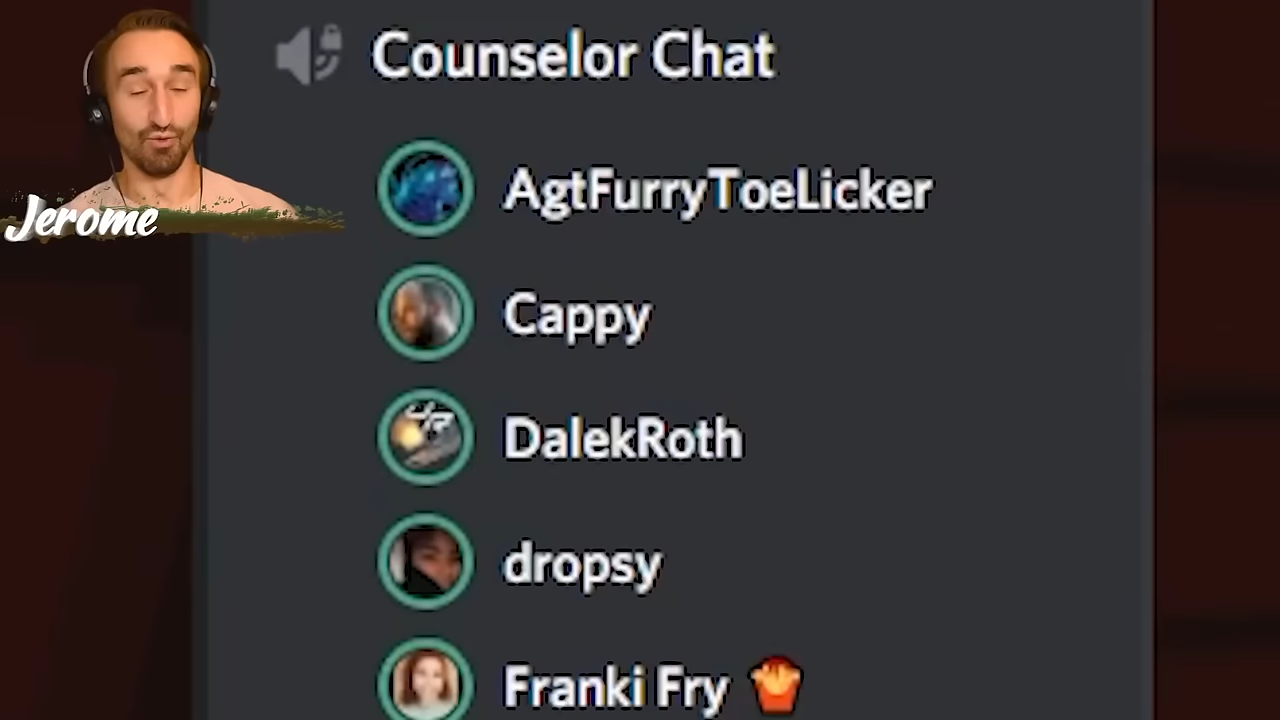 Counselor Chat
Jerome
AgtFurryToeLicker
Cappy
DalekRoth
dropsy
Franki Fry 🍟